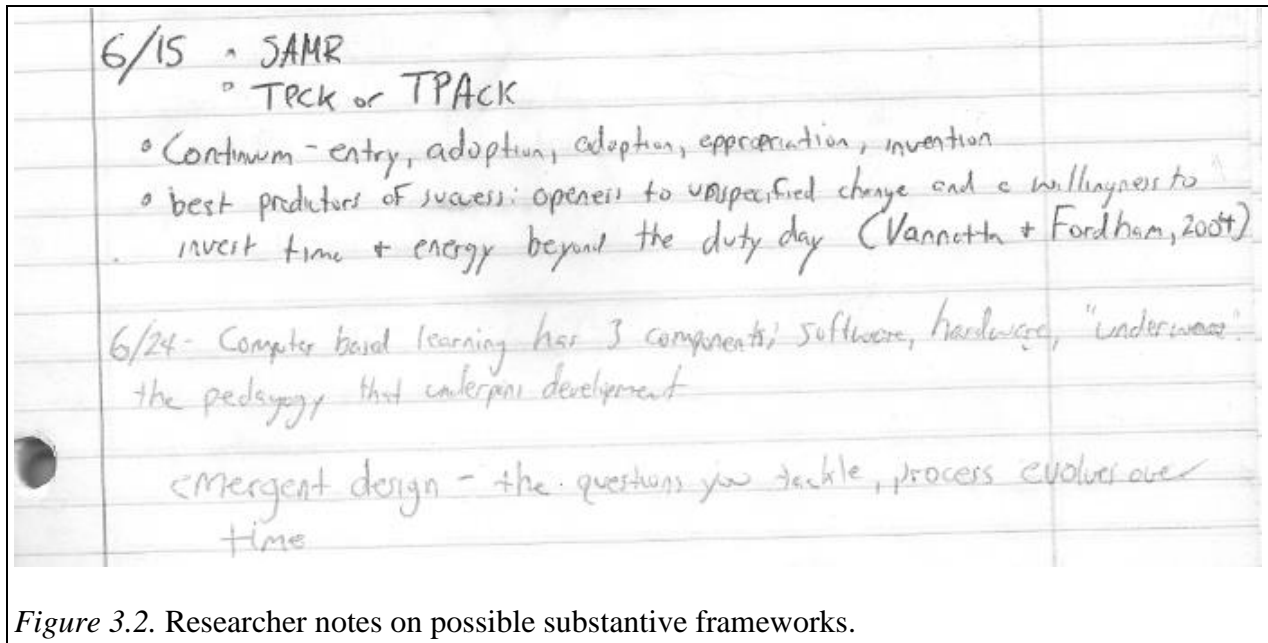 6/15 ∘ SAMR
∘ TPCK or TPACK
∘ Continuum - entry, adoption, adaption, appropriation, invention
∘ best predictors of success: openess to unspecified change and a willingness to
invest time + energy beyond the duty day (Vannatta + Fordham, 2004)
6/24 - Computer based learning has 3 components; software, hardware, "underware"
the pedagogy that underpins development
emergent design - the questions you tackle, process evolves over
time
Figure 3.2. Researcher notes on possible substantive frameworks.